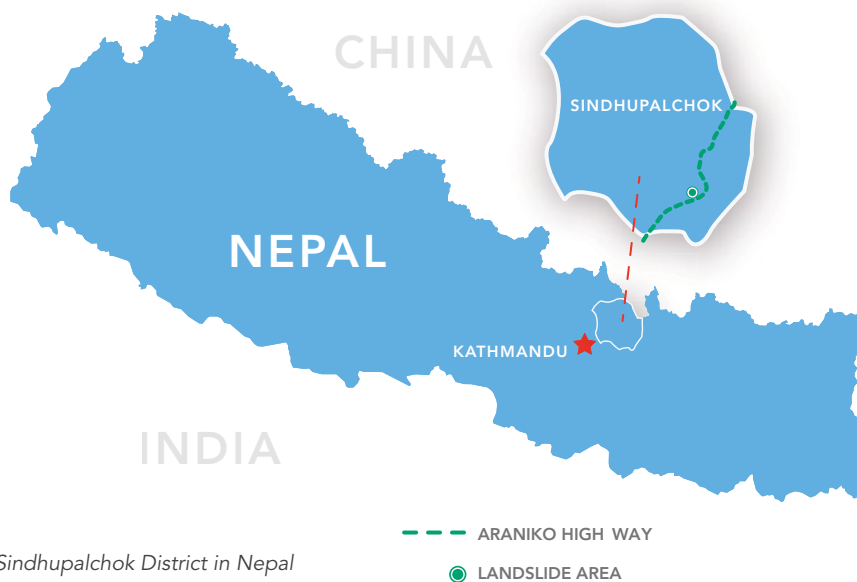 CHINA
SINDHUPALCHOK
NEPAL
KATHMANDU
INDIA
ARANIKO HIGH WAY
Sindhupalchok District in Nepal
LANDSLIDE AREA